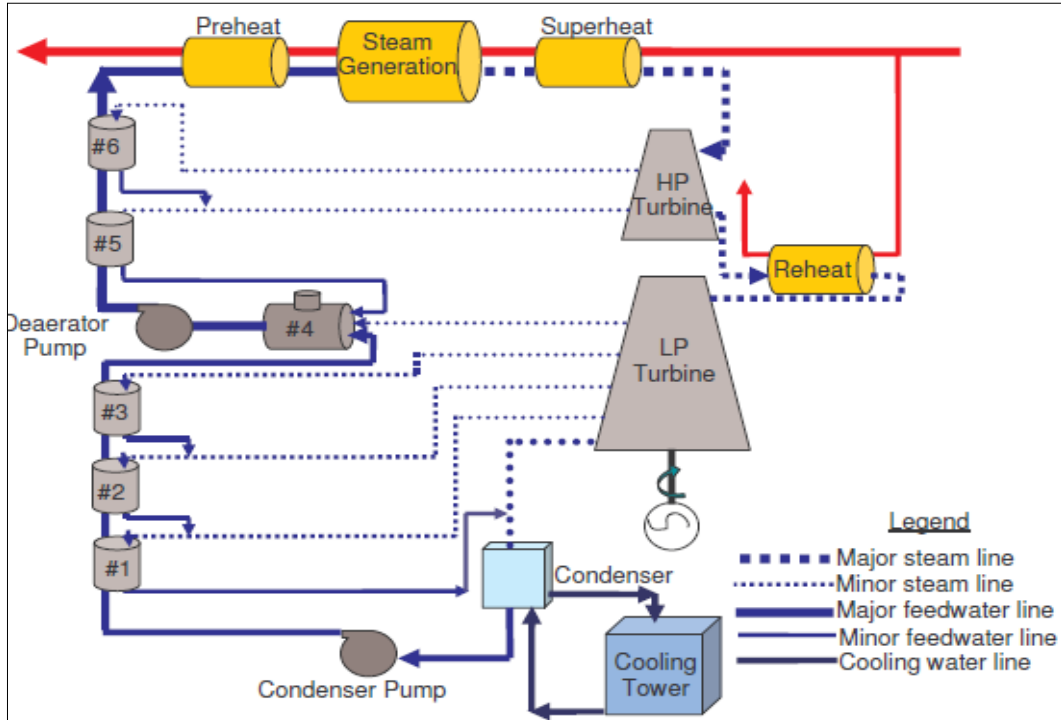 Preheat
Steam
Generation
Superheat
#6
HP
Turbine
#5
Reheat
Deaerator
Pump
#4
LP
Turbine
#3
#2
#1
Condenser
Cooling
Tower
Condenser Pump
Legend
Major steam line
Minor steam line
Major feedwater line
Minor feedwater line
Cooling water line